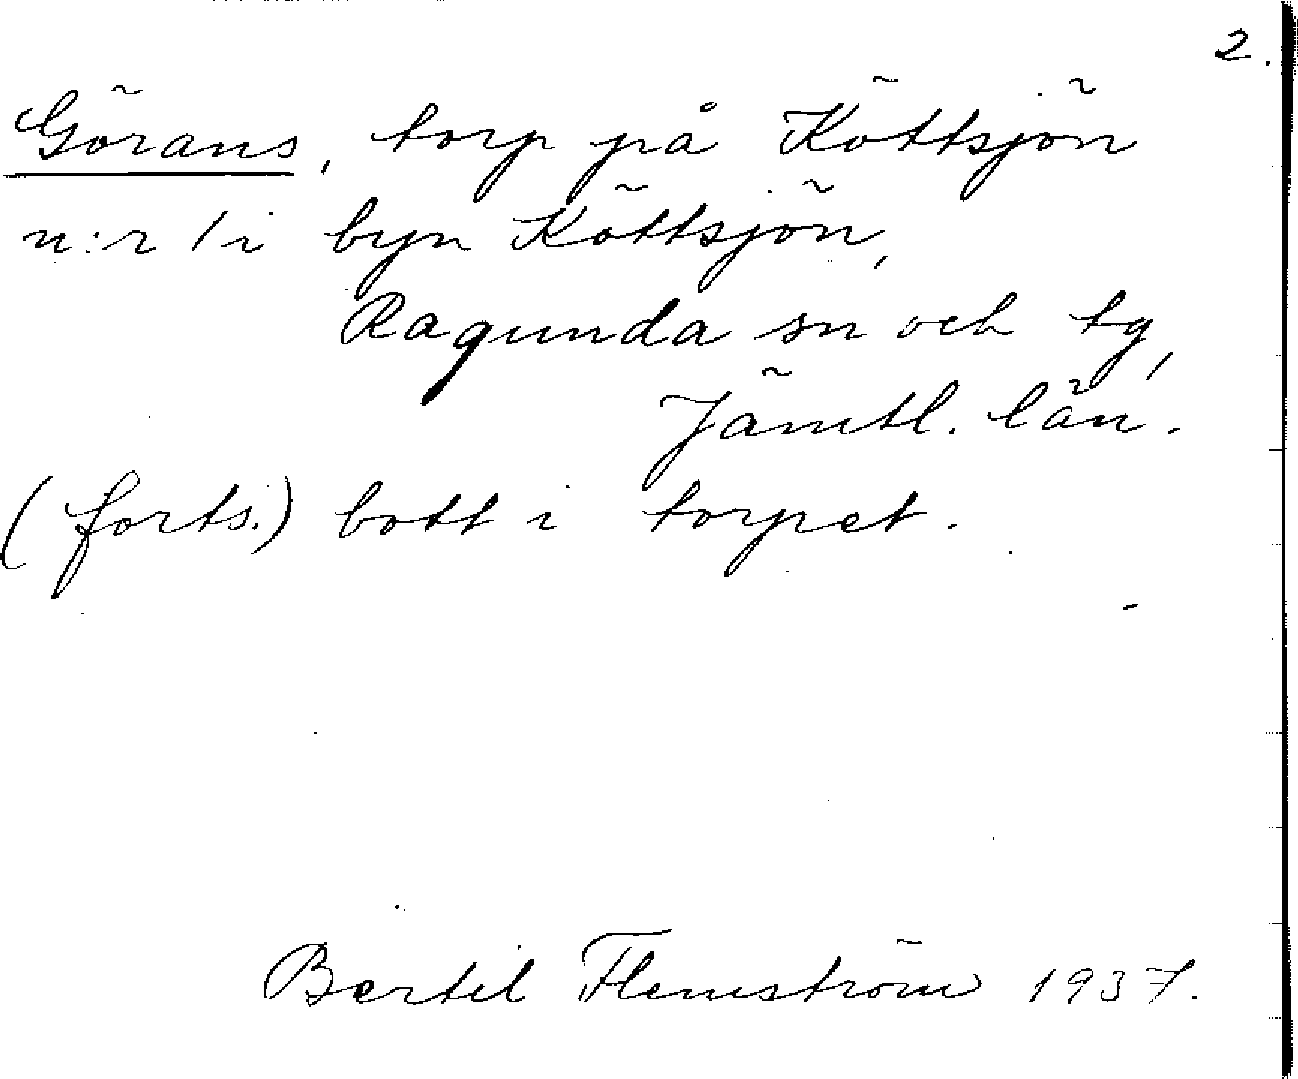 2.
Görans, torp på Köttsjön
n:r 1 i byn Köttsjön,
Ragunda sn och tg,
Jämtl. län.
(forts.) bott i torpet.
Bertil Flemström 1937.